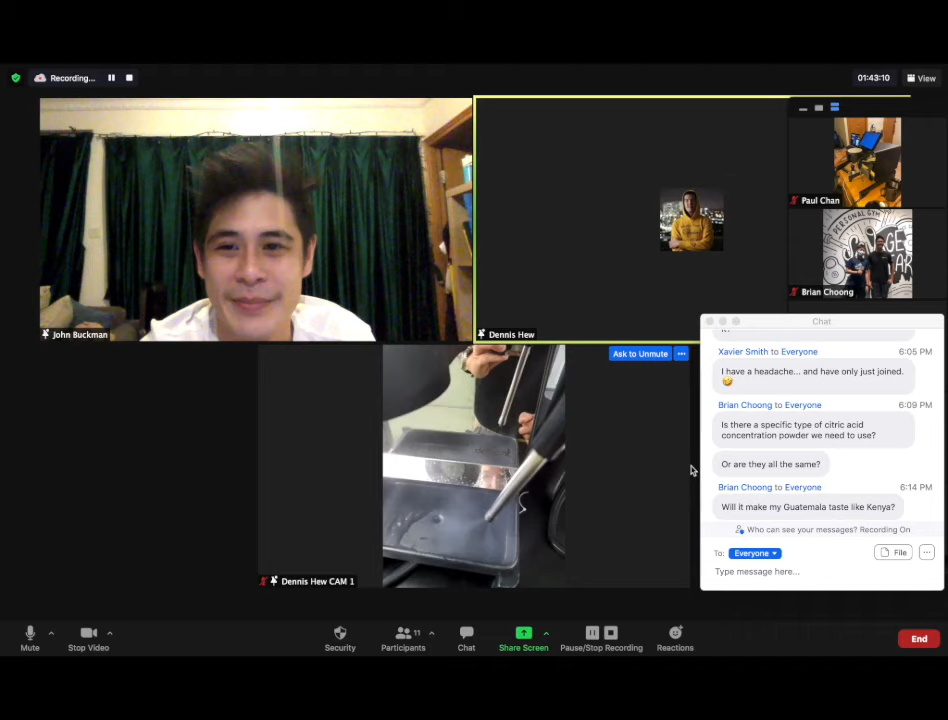 Recording...
01:43:10
View
John Buckman
Dennis Hew
Paul Chan
PERSONAL GYM
Brian Choong
Ask to Unmute
Dennis Hew CAM 1
Chat
Xavier Smith to Everyone
6:05 PM
I have a headache... and have only just joined.
🤣
Brian Choong to Everyone
6:09 PM
Is there a specific type of citric acid
concentration powder we need to use?
Or are they all the same?
Brian Choong to Everyone
6:14 PM
Will it make my Guatemala taste like Kenya?
Who can see your messages? Recording On
To:
Everyone
File
Type message here...
Mute
Stop Video
Security
Participants
11
Chat
Share Screen
Pause/Stop Recording
Reactions
End